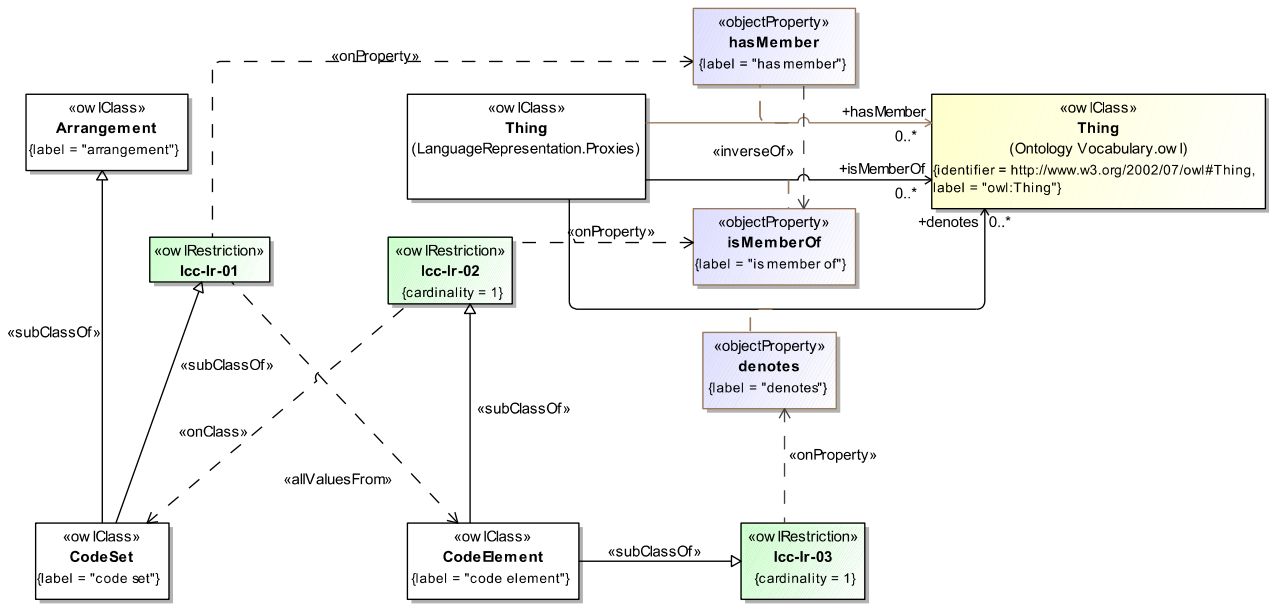 «objectProperty»
hasMember
{label = "has member"}
«onProperty»
«owlClass»
Arrangement
{label = "arrangement"}
«owlClass»
Thing
(LanguageRepresentation.Proxies)
+hasMember
0..*
«inverseOf»
+isMemberOf
0..*
«owlClass»
Thing
(Ontology Vocabulary.owl)
{identifier = http://www.w3.org/2002/07/owl#Thing,
label = "owl:Thing"}
+denotes 0..*
«owlRestriction»
lcc-lr-01
«owlRestriction»
lcc-lr-02
{cardinality = 1}
«onProperty»
«objectProperty»
isMemberOf
{label = "is member of"}
«subClassOf»
«subClassOf»
«subClassOf»
«objectProperty»
denotes
{label = "denotes"}
«onClass»
«allValuesFrom»
«onProperty»
«owlClass»
CodeSet
{label = "code set"}
«owlClass»
CodeElement
{label = "code element"}
«subClassOf»
«owlRestriction»
lcc-lr-03
{cardinality = 1}